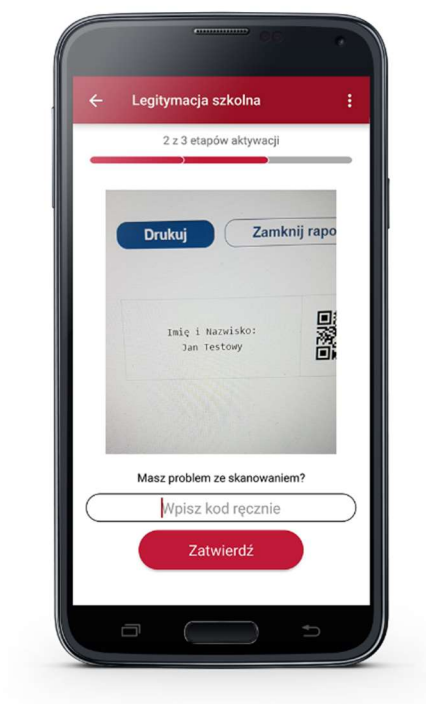 Legitymacja szkolna
2 z 3 etapów aktywacji
Drukuj
Zamknij rapo
Imię i Nazwisko:
Jan Testowy
Masz problem ze skanowaniem?
Wpisz kod ręcznie
Zatwierdź